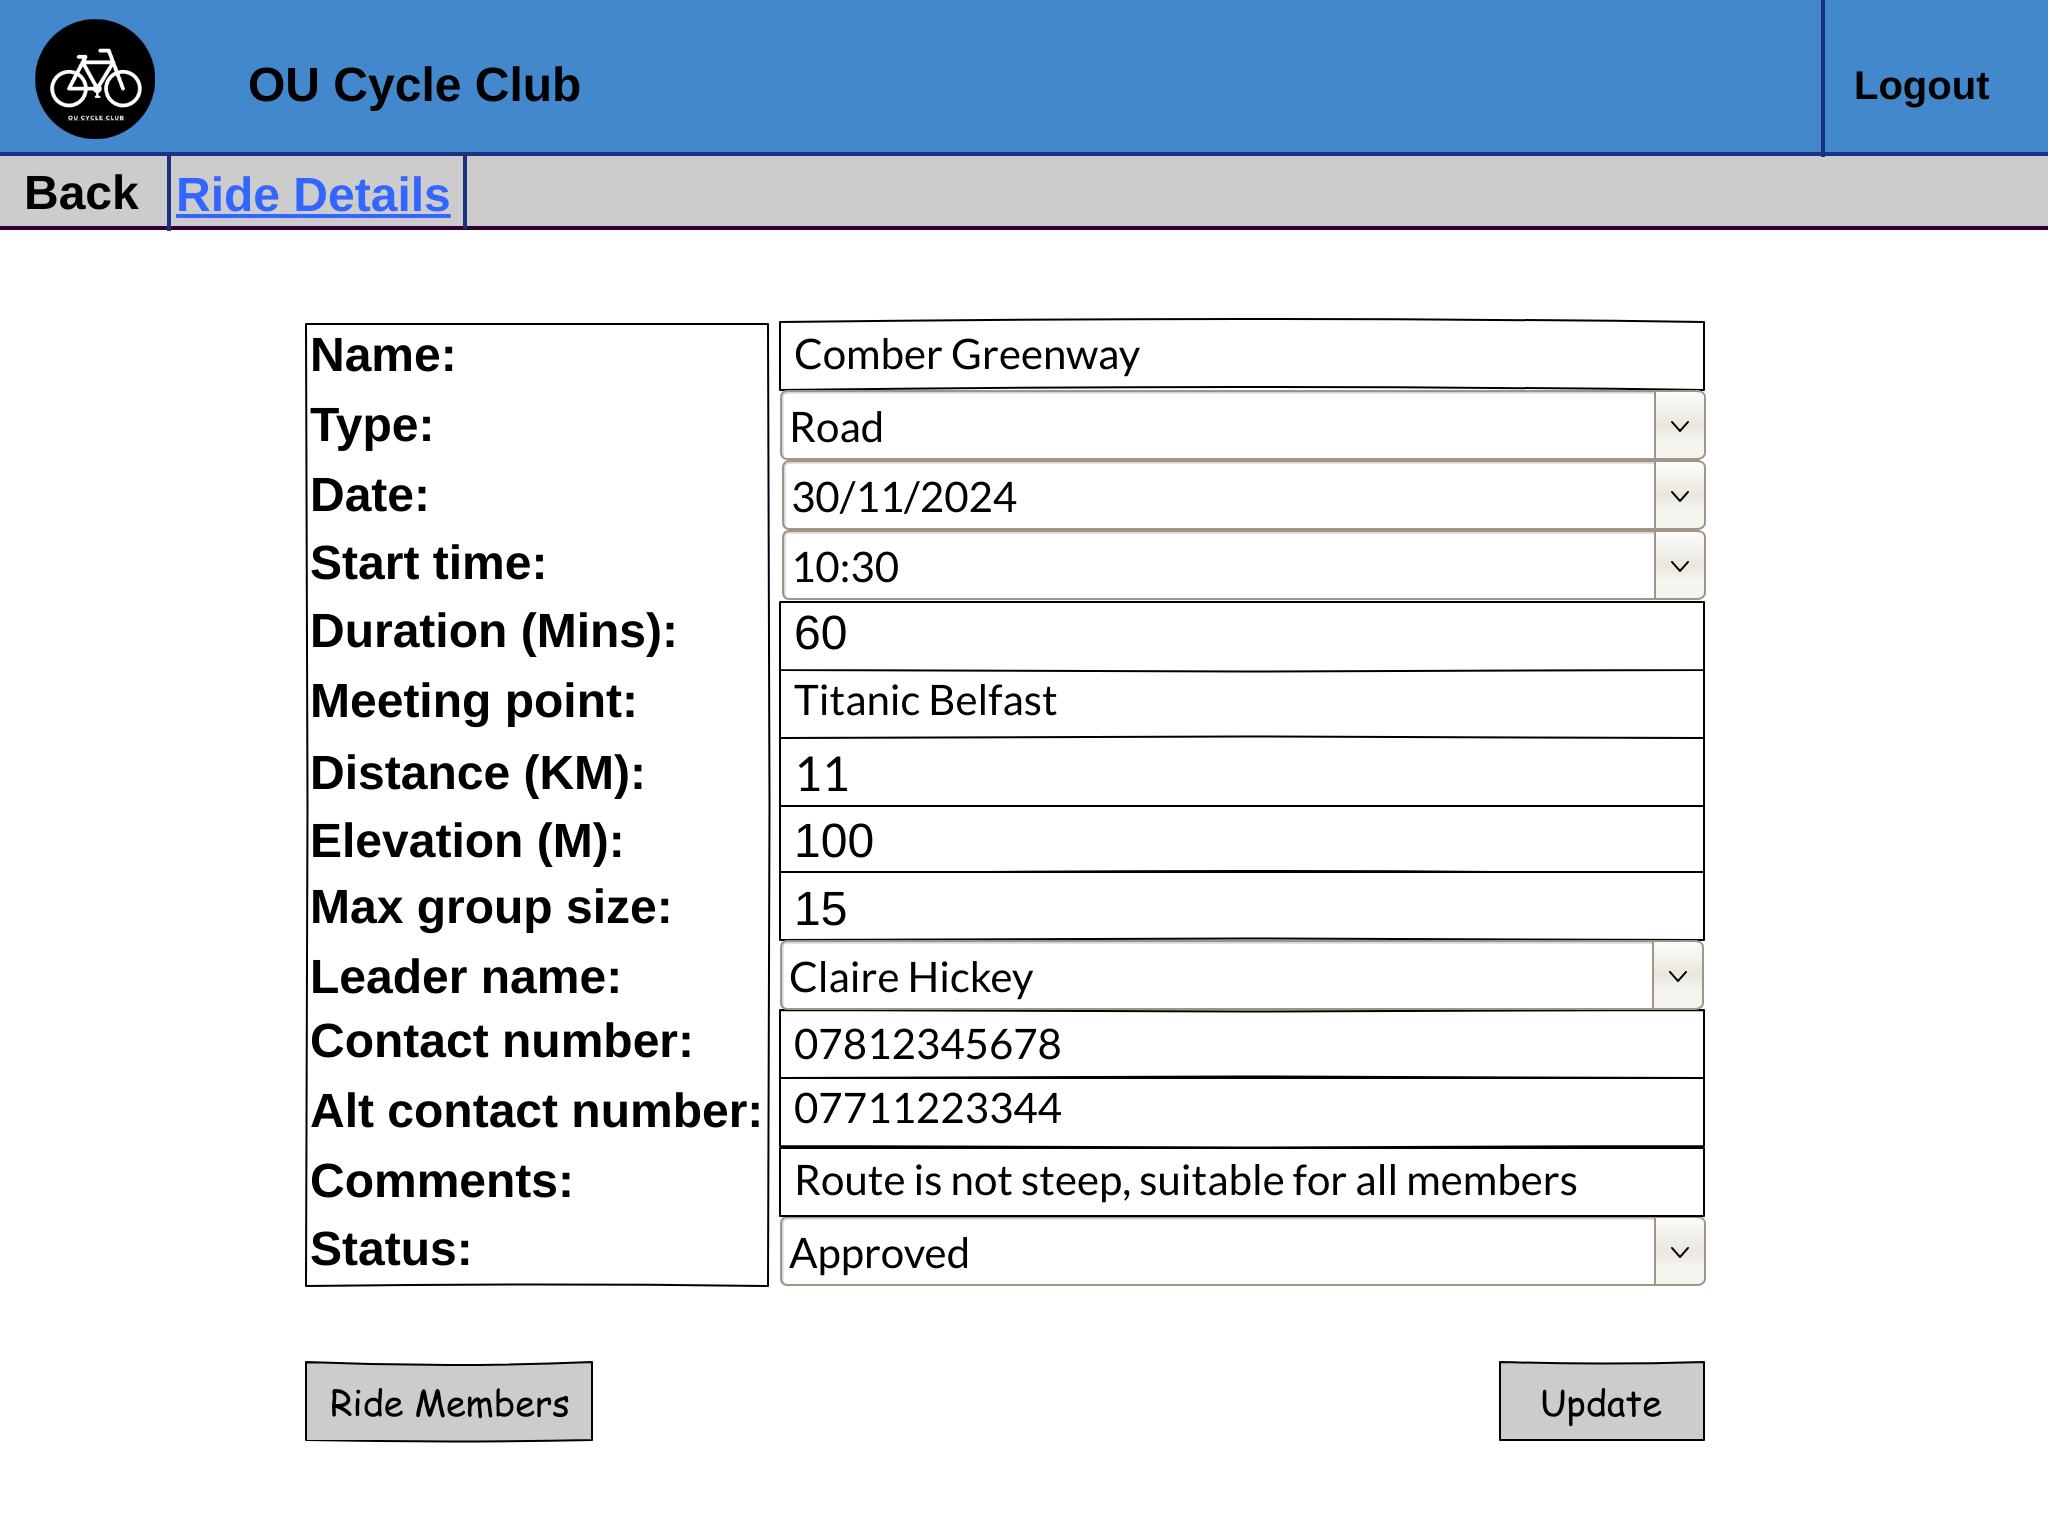 OU CYCLE CLUB
OU Cycle Club
Logout
Back
Ride Details
Name: Comber Greenway
Type: Road
Date: 30/11/2024
Start time: 10:30
Duration (Mins): 60
Meeting point: Titanic Belfast
Distance (KM): 11
Elevation (M): 100
Max group size: 15
Leader name: Claire Hickey
Contact number: 07812345678
Alt contact number: 07711223344
Comments: Route is not steep, suitable for all members
Status: Approved
Ride Members
Update